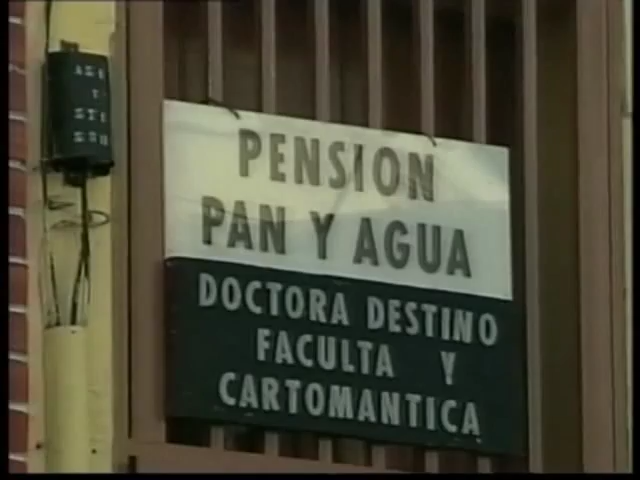 PENSION
PAN Y AGUA
DOCTORA DESTINO
FACULTA Y
CARTOMANTICA